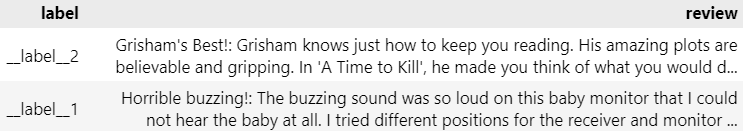 label review
__label__2 Grisham's Best!: Grisham knows just how to keep you reading. His amazing plots are
believable and gripping. In 'A Time to Kill', he made you think of what you would d...
__label__1 Horrible buzzing!: The buzzing sound was so loud on this baby monitor that I could
not hear the baby at all. I tried different positions for the receiver and monitor ...